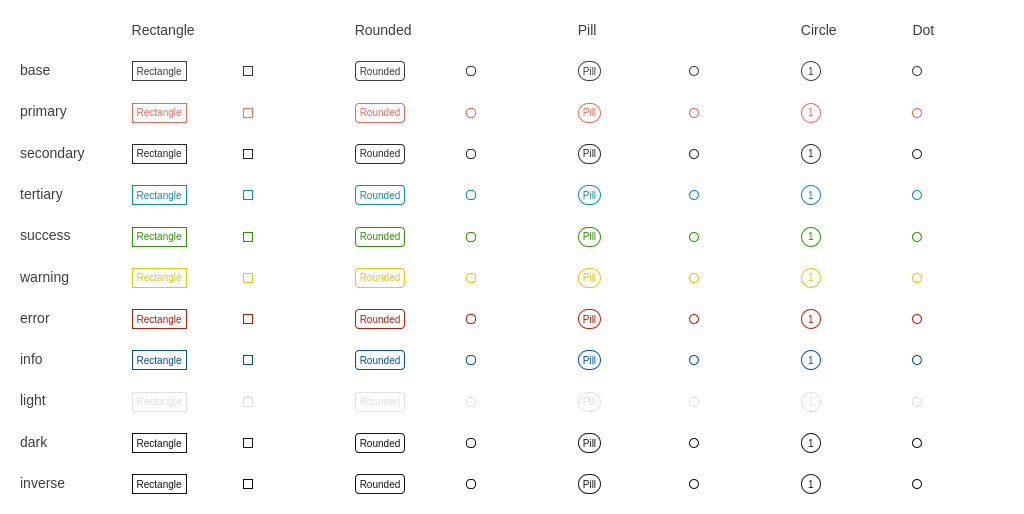 Rectangle Rounded Pill Circle Dot
base Rectangle Rounded Pill 1
primary Rectangle Rounded Pill 1
secondary Rectangle Rounded Pill 1
tertiary Rectangle Rounded Pill 1
success Rectangle Rounded Pill 1
warning Rectangle Rounded Pill 1
error Rectangle Rounded Pill 1
info Rectangle Rounded Pill 1
light Rectangle Rounded Pill 1
dark Rectangle Rounded Pill 1
inverse Rectangle Rounded Pill 1